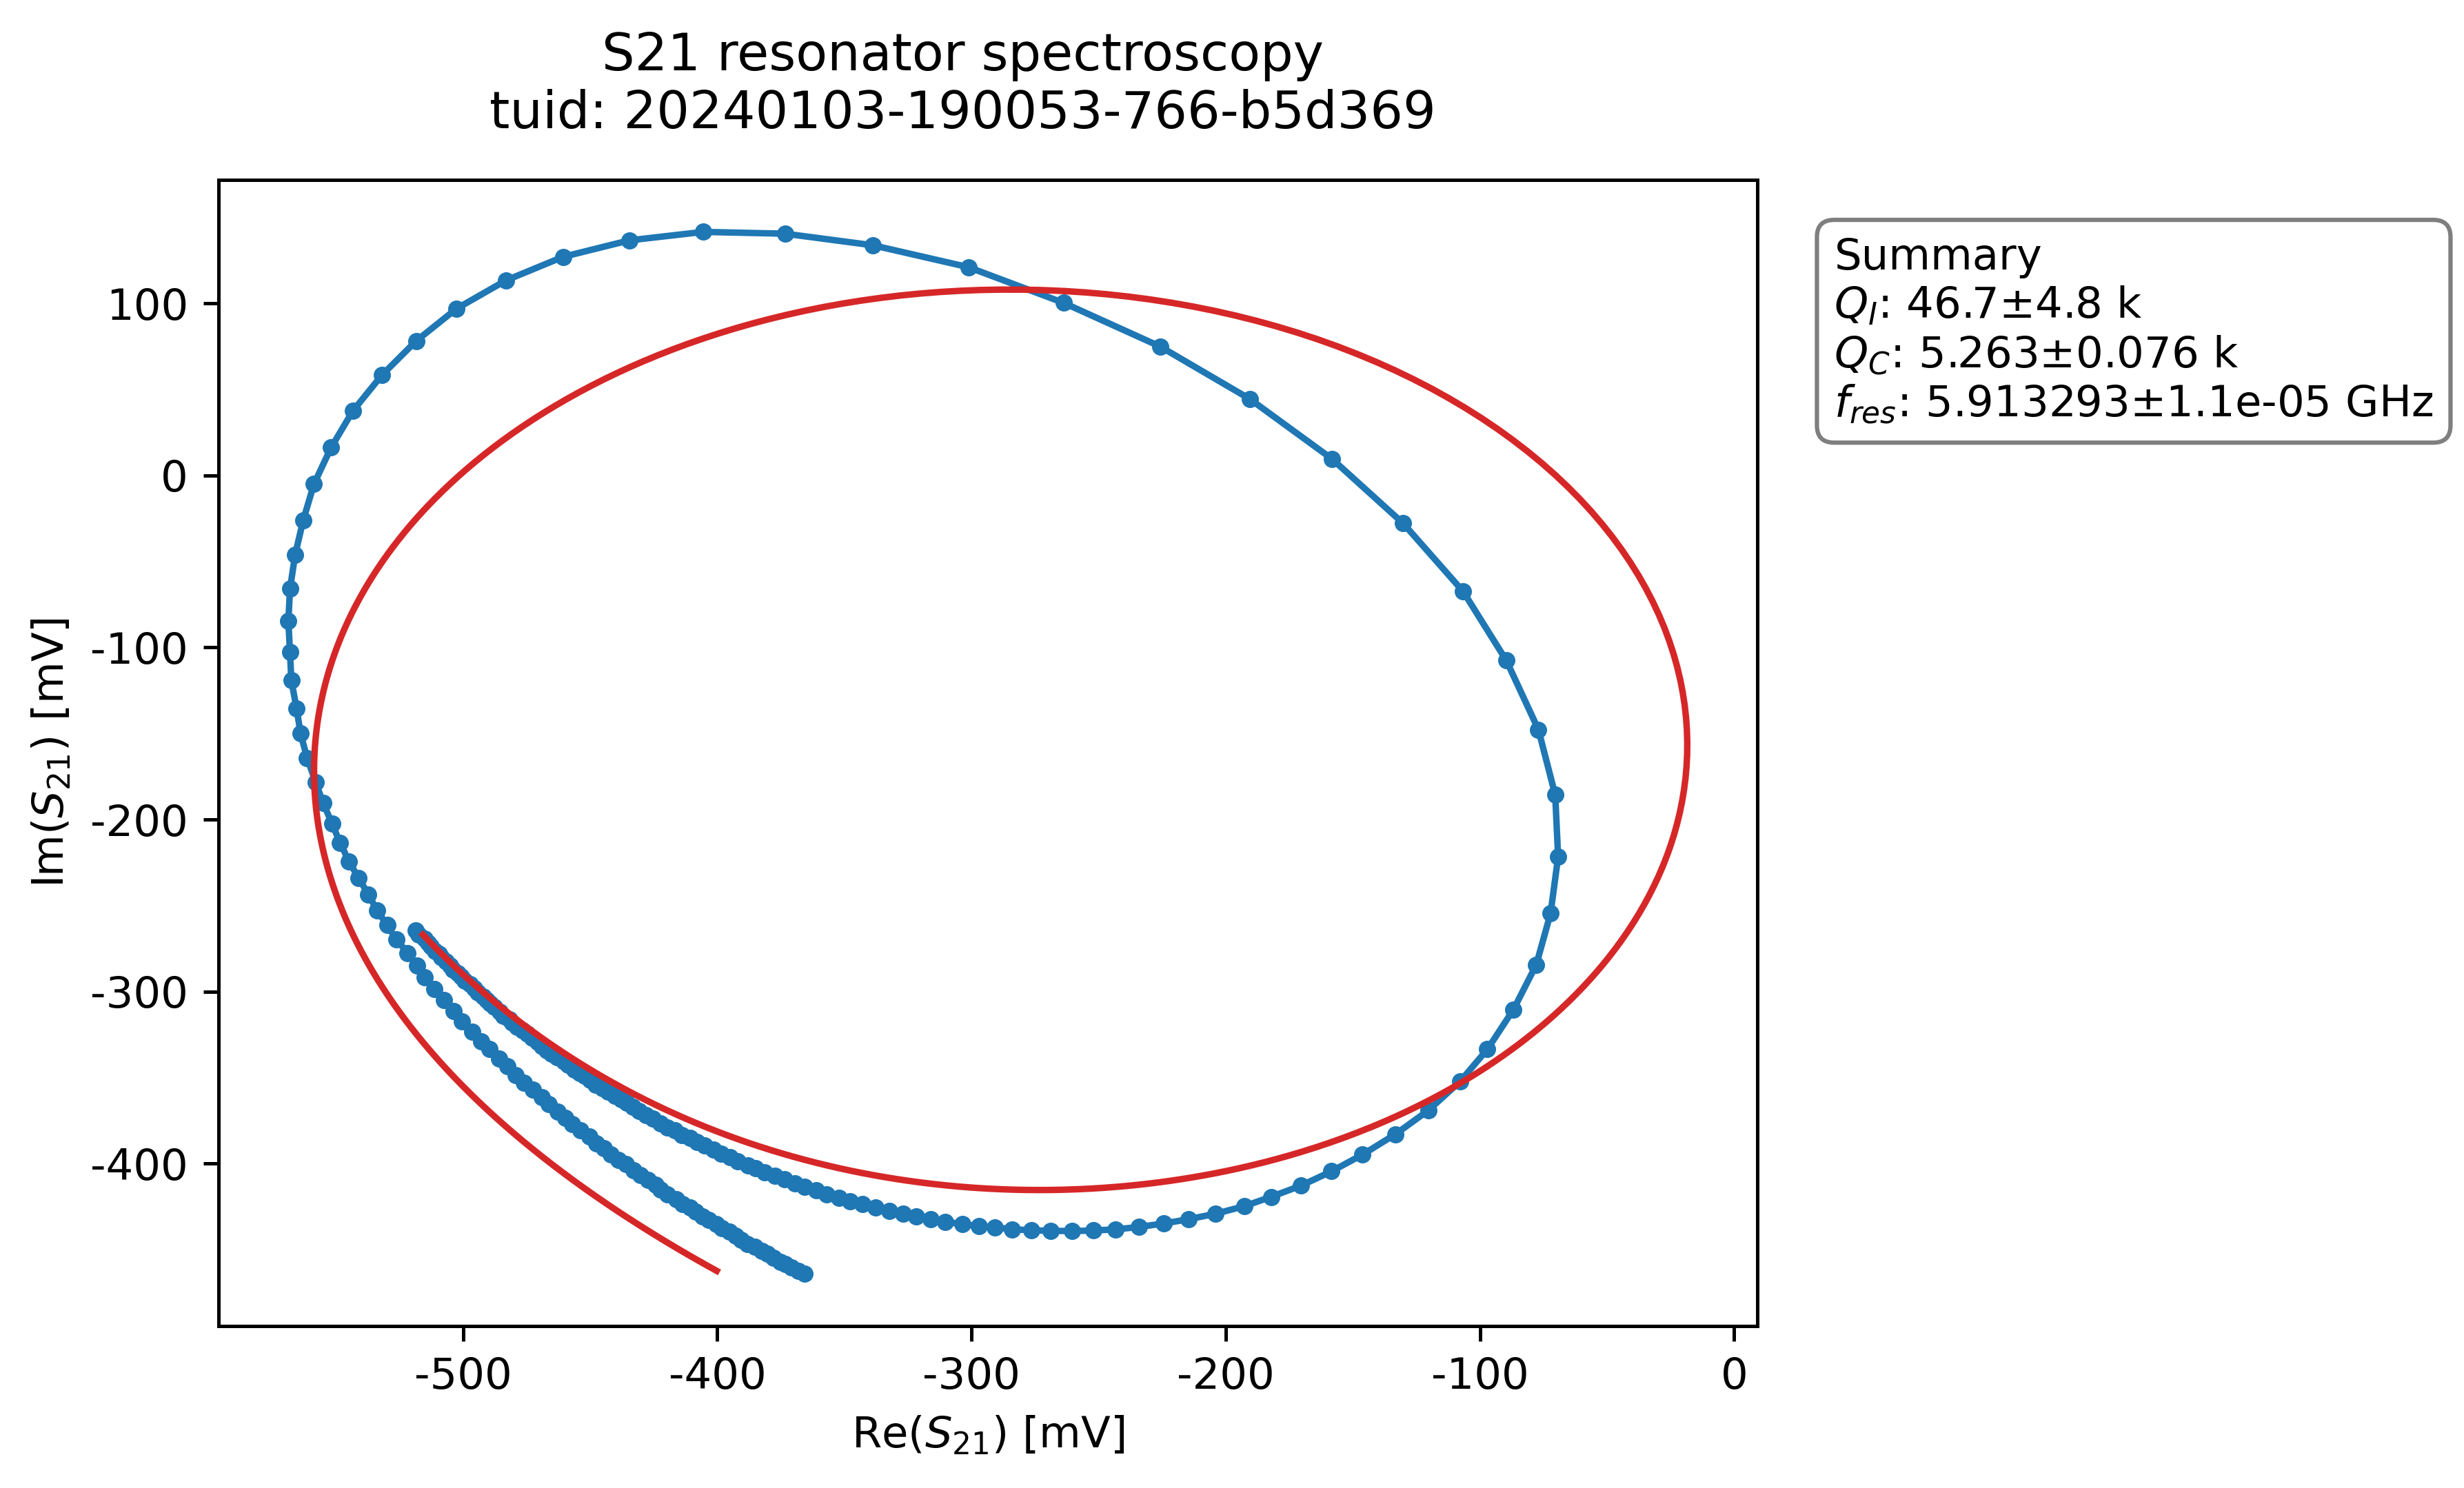 S21 resonator spectroscopy
tuid: 20240103-190053-766-b5d369
Summary
Q_I: 46.7±4.8 k
Q_C: 5.263±0.076 k
f_res: 5.913293±1.1e-05 GHz
100
0
-100
-200
-300
-400
Im(S_21) [mV]
-500 -400 -300 -200 -100 0
Re(S_21) [mV]